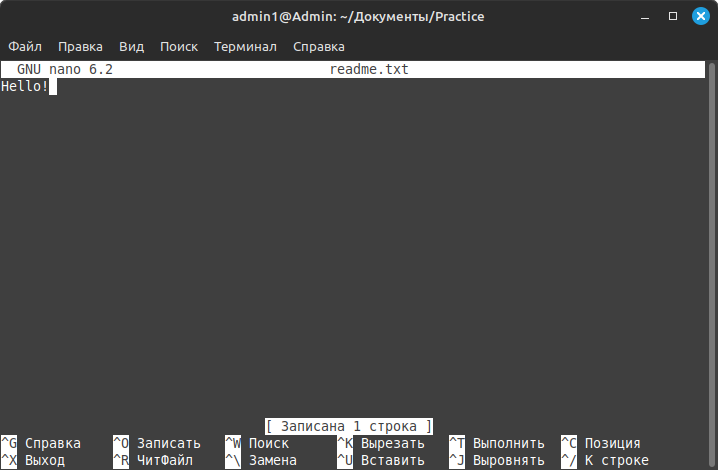 admin1@Admin: ~/Документы/Practice
Файл Правка Вид Поиск Терминал Справка
GNU nano 6.2 readme.txt
Hello!
[ Записана 1 строка ]
^G Справка ^O Записать ^W Поиск ^K Вырезать ^T Выполнить ^C Позиция
^X Выход ^R ЧитФайл ^\ Замена ^U Вставить ^J Выровнять ^/ К строке